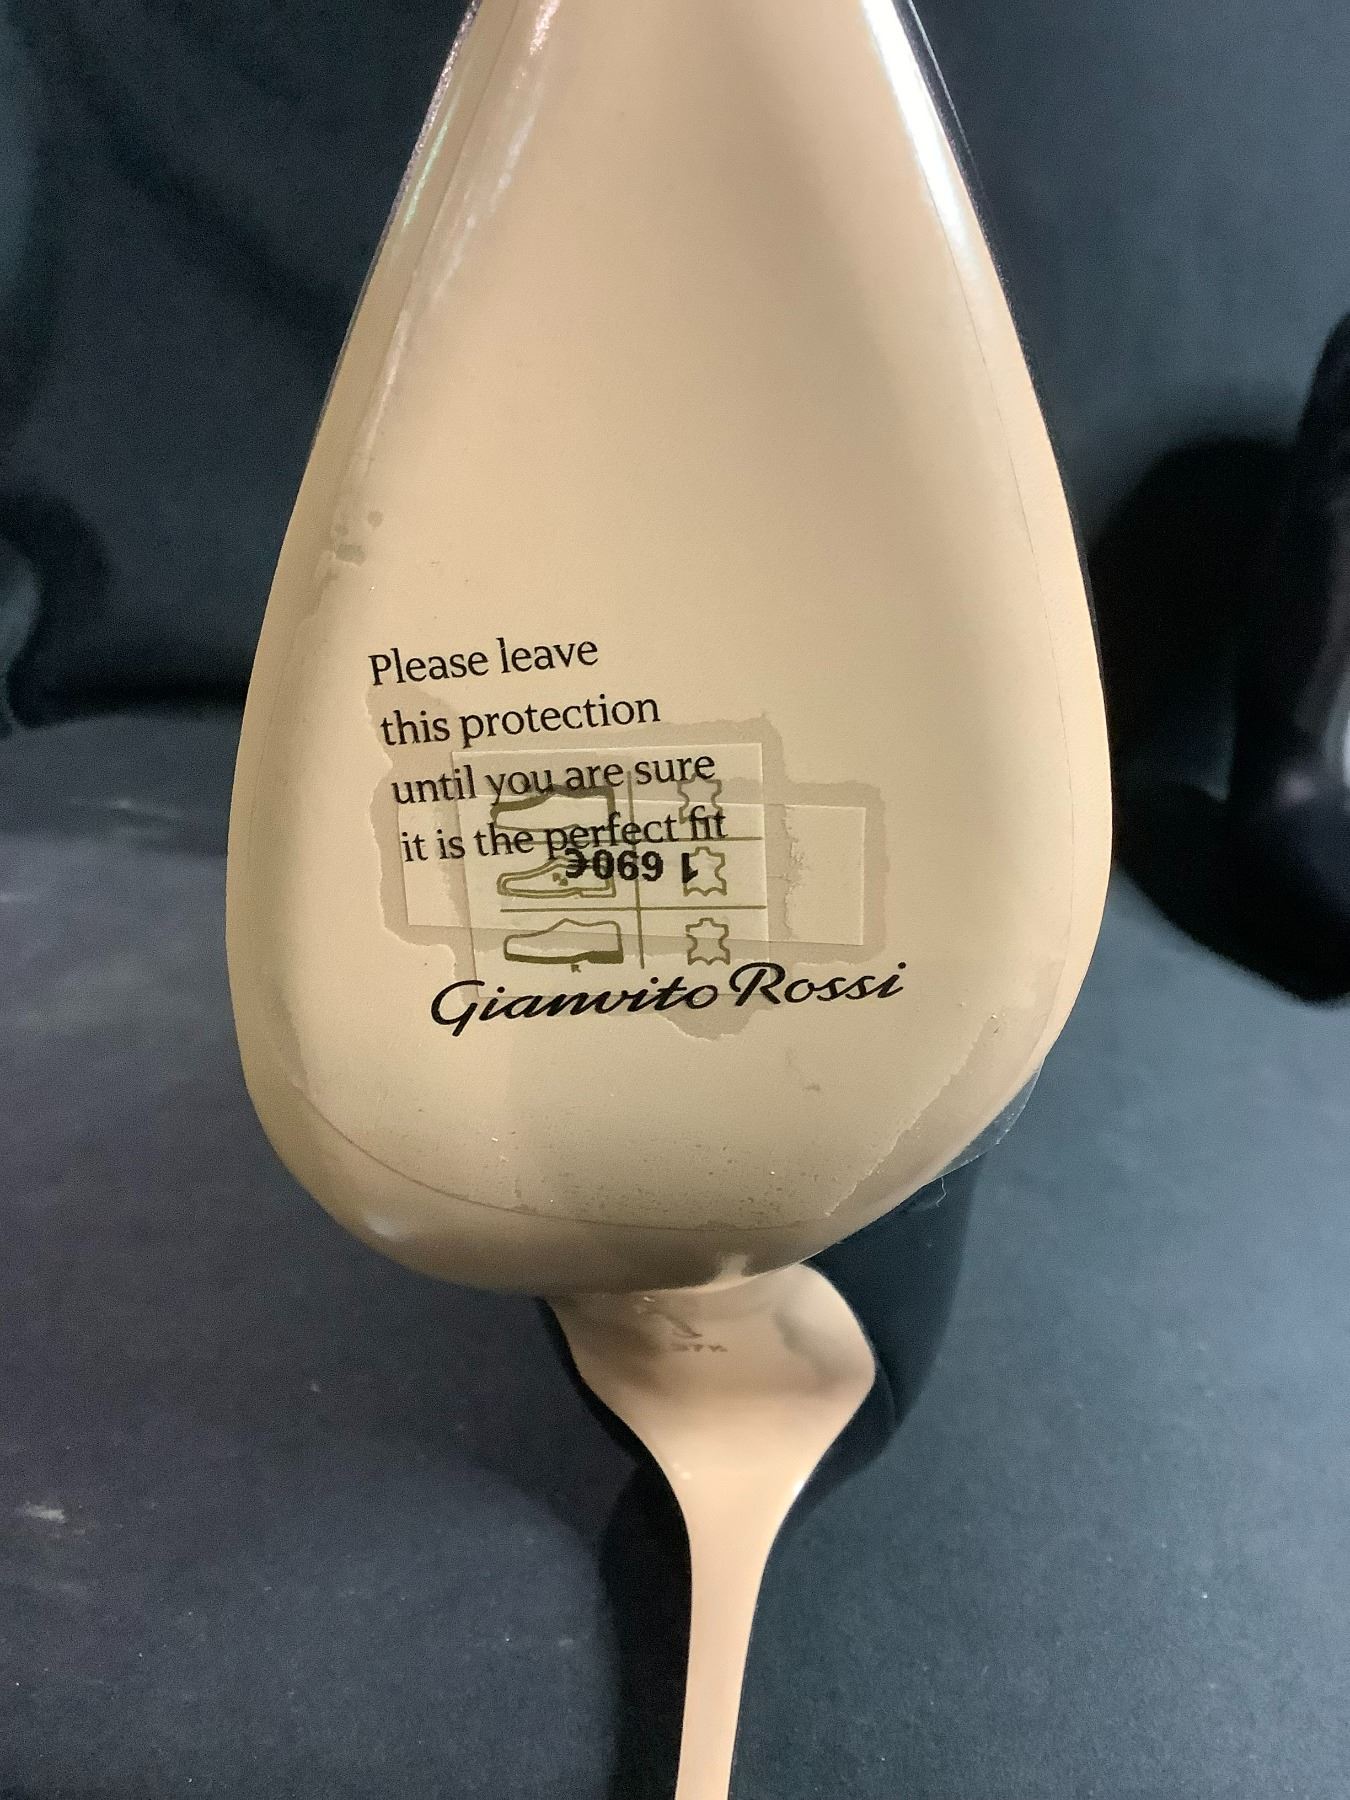 Please leave
this protection
until you are sure
it is the perfect fit
1 690€
Gianvito Rossi